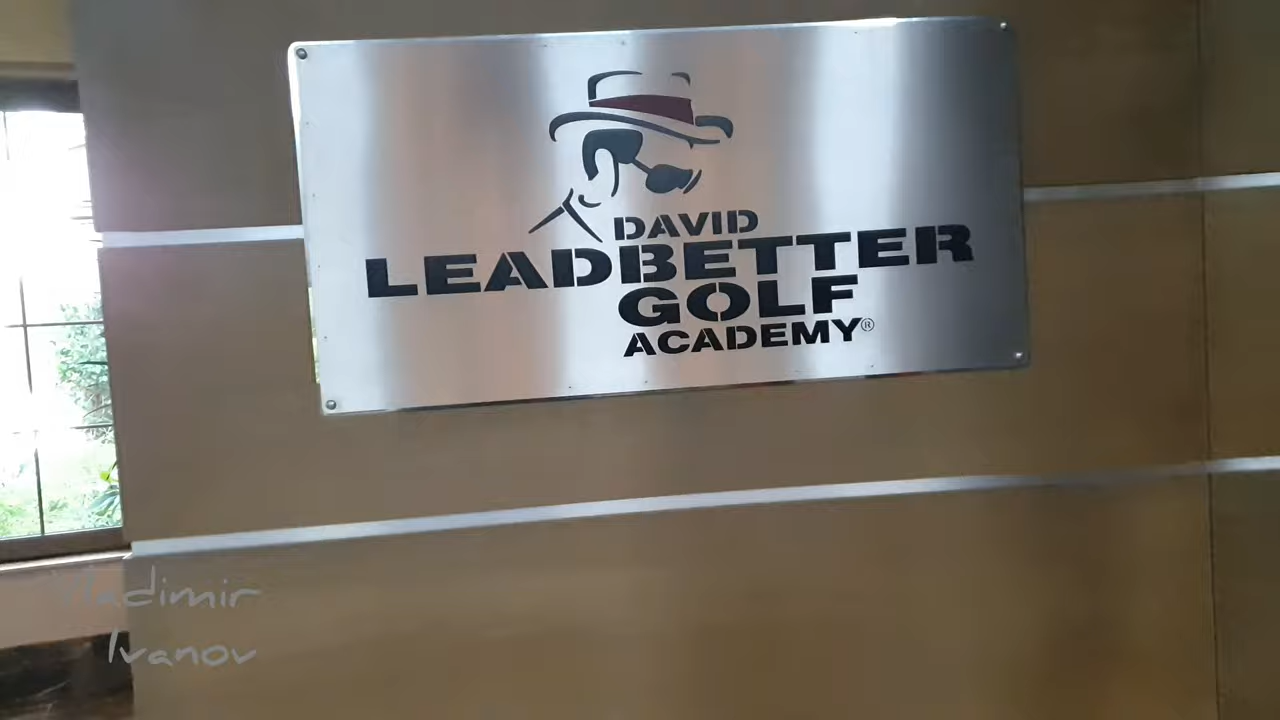 DAVID
LEADBETTER
GOLF
ACADEMY®
Vladimir
Ivanov